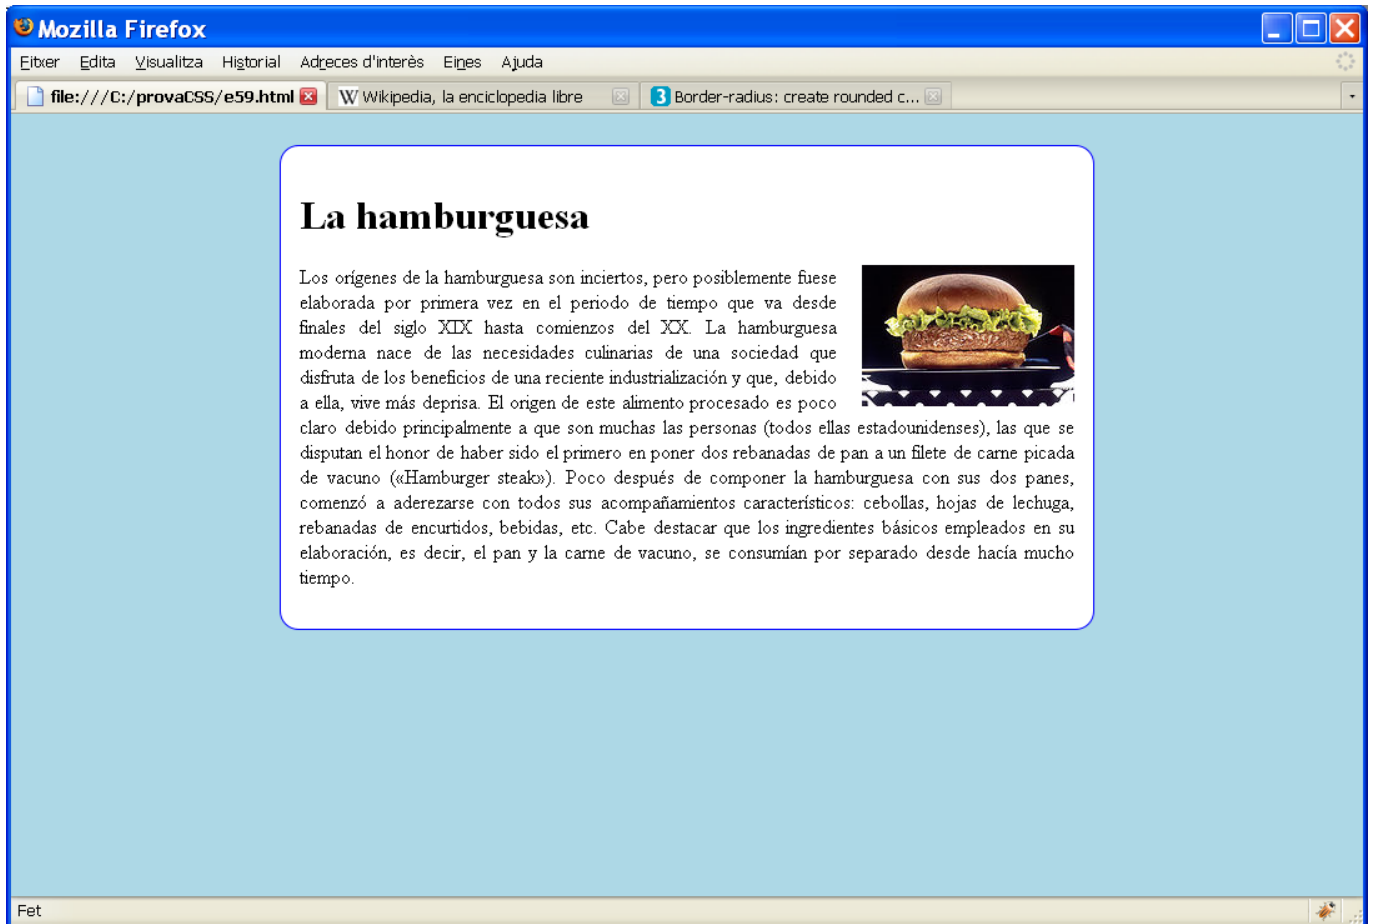 Mozilla Firefox
Eitxer Edita Visualitza Historial Adreces d'interès Eines Ajuda
file:///C:/provaCSS/e59.html W Wikipedia, la enciclopedia libre 3 Border-radius: create rounded c...
La hamburguesa
Los orígenes de la hamburguesa son inciertos, pero posiblemente fuese
elaborada por primera vez en el periodo de tiempo que va desde
finales del siglo XIX hasta comienzos del XX. La hamburguesa
moderna nace de las necesidades culinarias de una sociedad que
disfruta de los beneficios de una reciente industrialización y que, debido
a ella, vive más deprisa. El origen de este alimento procesado es poco
claro debido principalmente a que son muchas las personas (todos ellas estadounidenses), las que se
disputan el honor de haber sido el primero en poner dos rebanadas de pan a un filete de carne picada
de vacuno («Hamburger steak»). Poco después de componer la hamburguesa con sus dos panes,
comenzó a aderezarse con todos sus acompañamientos característicos: cebollas, hojas de lechuga,
rebanadas de encurtidos, bebidas, etc. Cabe destacar que los ingredientes básicos empleados en su
elaboración, es decir, el pan y la carne de vacuno, se consumían por separado desde hacía mucho
tiempo.
Fet